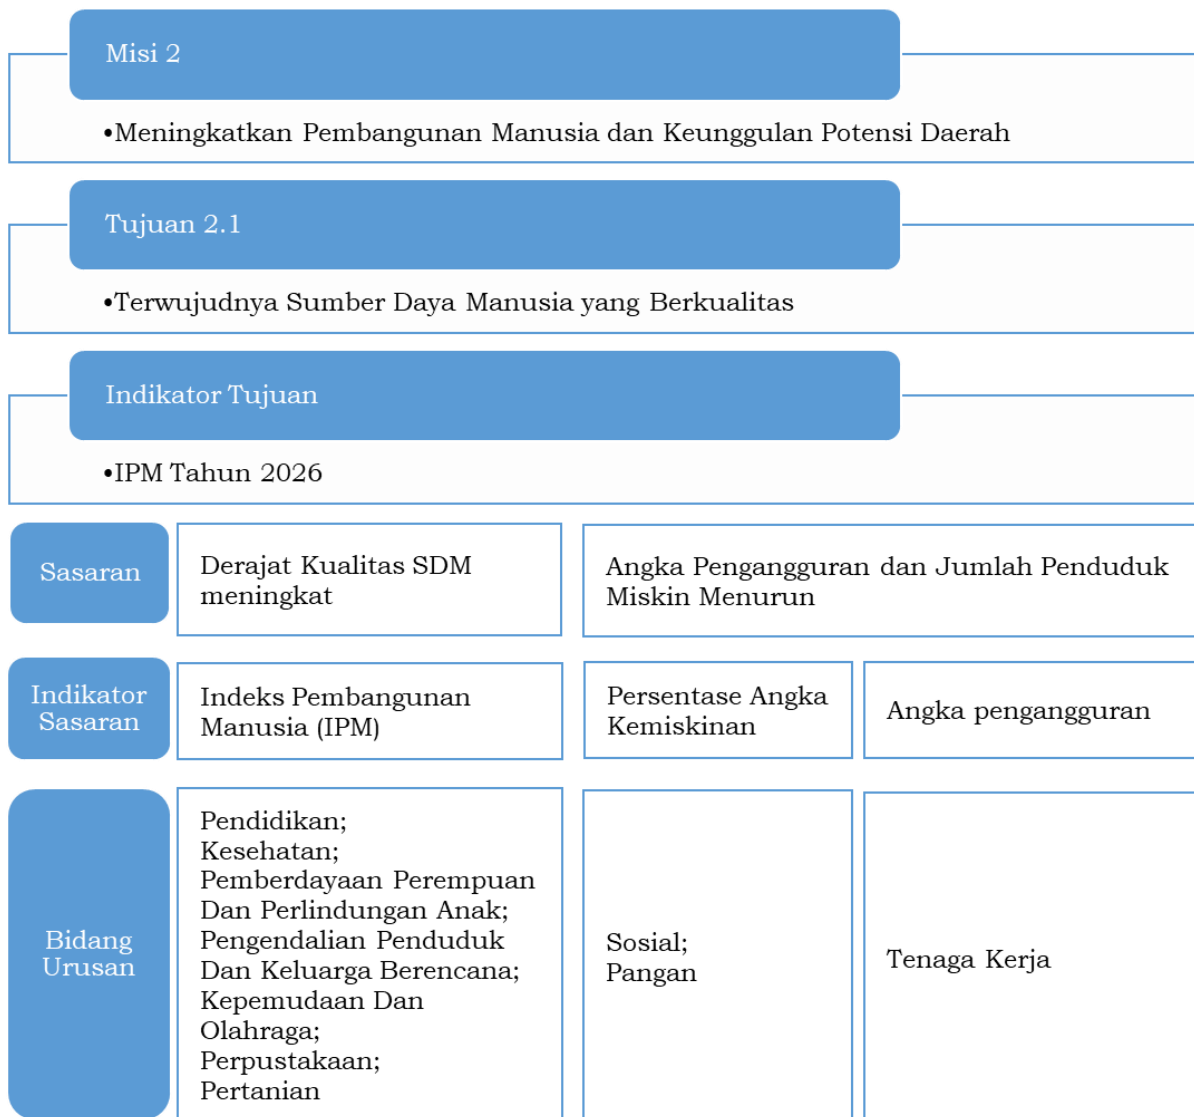 Misi 2
•Meningkatkan Pembangunan Manusia dan Keunggulan Potensi Daerah
Tujuan 2.1
•Terwujudnya Sumber Daya Manusia yang Berkualitas
Indikator Tujuan
•IPM Tahun 2026
Sasaran
Derajat Kualitas SDM
meningkat
Angka Pengangguran dan Jumlah Penduduk
Miskin Menurun
Indikator
Sasaran
Indeks Pembangunan
Manusia (IPM)
Persentase Angka
Kemiskinan
Angka pengangguran
Bidang
Urusan
Pendidikan;
Kesehatan;
Pemberdayaan Perempuan
Dan Perlindungan Anak;
Pengendalian Penduduk
Dan Keluarga Berencana;
Kepemudaan Dan
Olahraga;
Perpustakaan;
Pertanian
Sosial;
Pangan
Tenaga Kerja